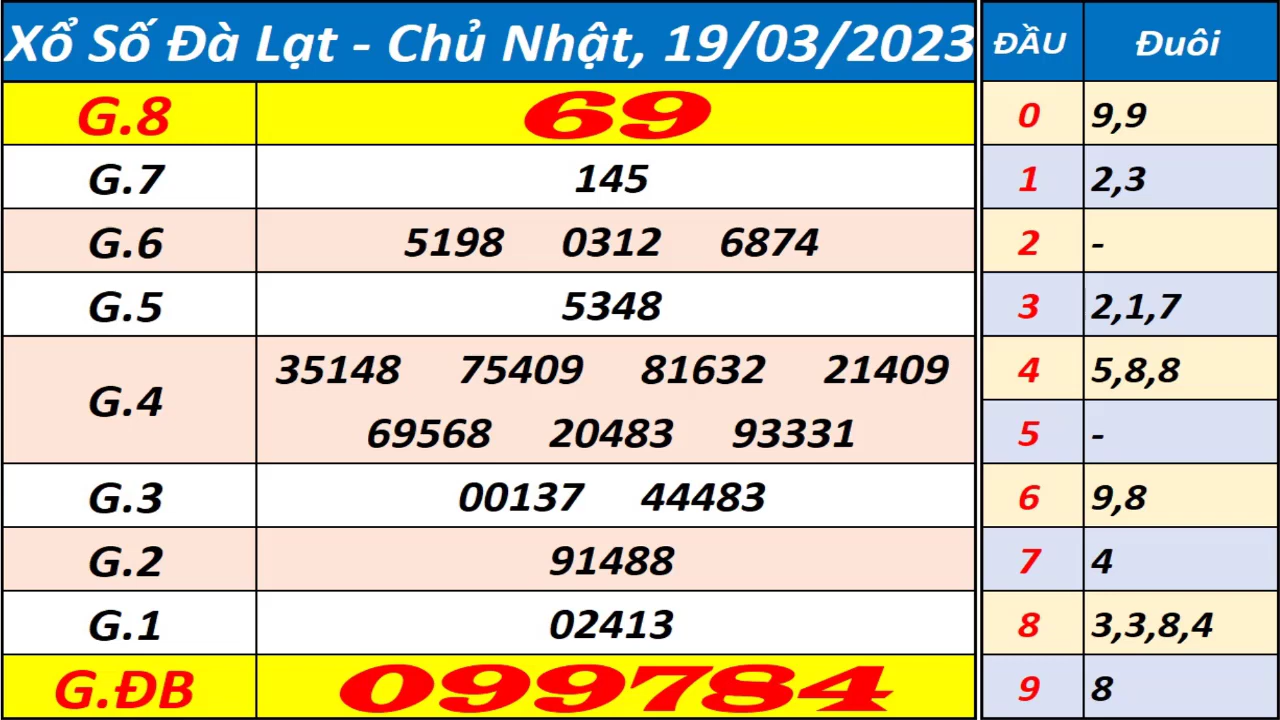 Xổ Số Đà Lạt - Chủ Nhật, 19/03/2023
G.8 69
G.7 145
G.6 5198 0312 6874
G.5 5348
G.4 35148 75409 81632 21409
69568 20483 93331
G.3 00137 44483
G.2 91488
G.1 02413
G.ĐB 099784
ĐẦU Đuôi
0 9,9
1 2,3
2 -
3 2,1,7
4 5,8,8
5 -
6 9,8
7 4
8 3,3,8,4
9 8